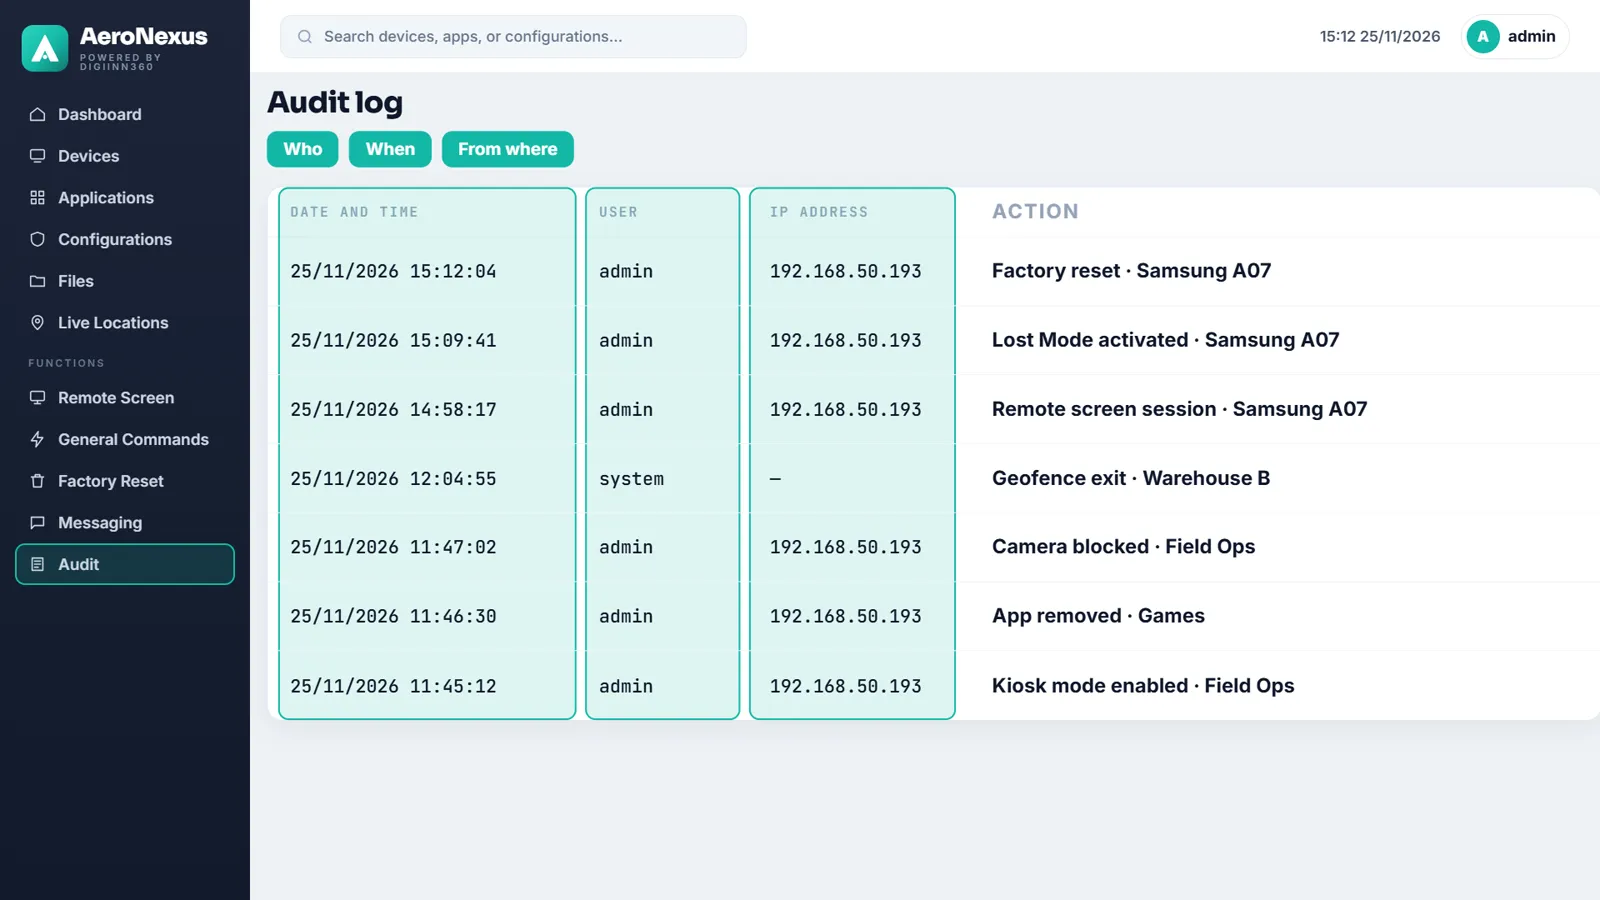 AeroNexus
POWERED BY
DIGIINN360
Search devices, apps, or configurations...
15:12 25/11/2026
A
admin
Dashboard
Devices
Applications
Configurations
Files
Live Locations
FUNCTIONS
Remote Screen
General Commands
Factory Reset
Messaging
Audit
Audit log
Who
When
From where
DATE AND TIME USER IP ADDRESS ACTION
25/11/2026 15:12:04 admin 192.168.50.193 Factory reset · Samsung A07
25/11/2026 15:09:41 admin 192.168.50.193 Lost Mode activated · Samsung A07
25/11/2026 14:58:17 admin 192.168.50.193 Remote screen session · Samsung A07
25/11/2026 12:04:55 system — Geofence exit · Warehouse B
25/11/2026 11:47:02 admin 192.168.50.193 Camera blocked · Field Ops
25/11/2026 11:46:30 admin 192.168.50.193 App removed · Games
25/11/2026 11:45:12 admin 192.168.50.193 Kiosk mode enabled · Field Ops